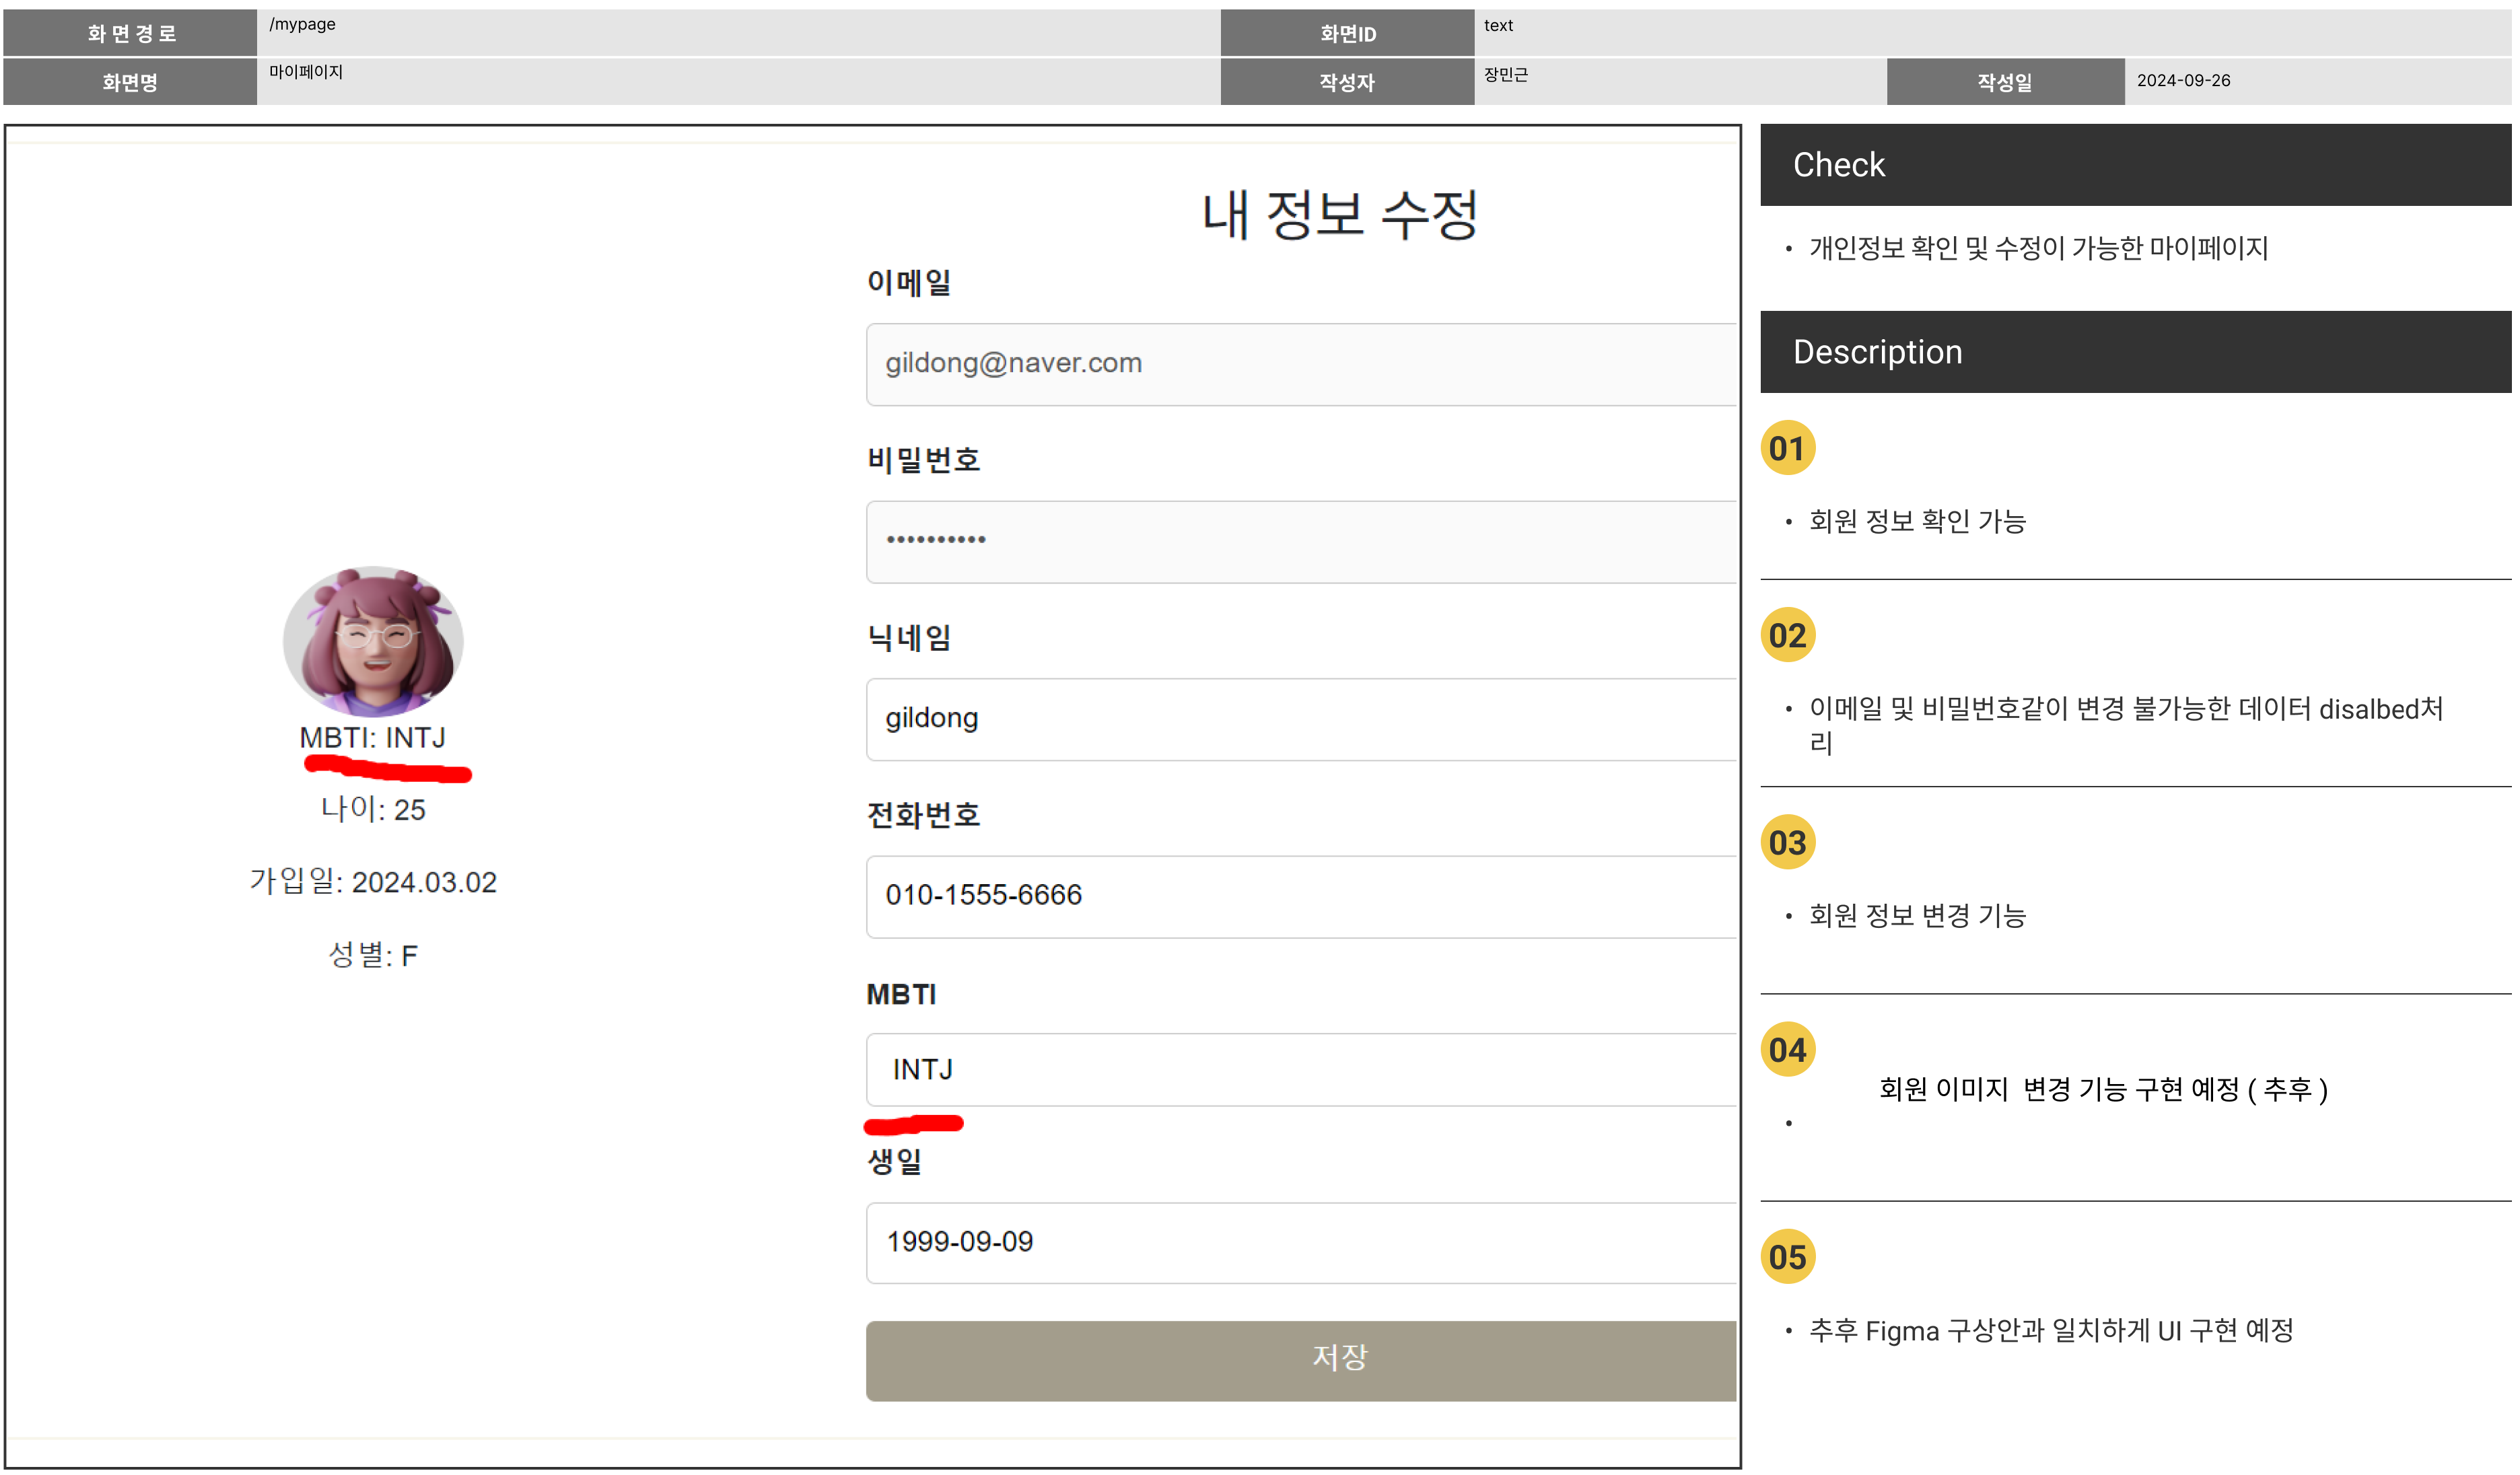 화 면 경 로
/mypage
화면ID
text
화면명
마이페이지
작성자
장민근
작성일
2024-09-26
내 정보 수정
이메일
gildong@naver.com
비밀번호
••••••••••
닉네임
gildong
전화번호
010-1555-6666
MBTI
INTJ
생일
1999-09-09
저장
MBTI: INTJ
나이: 25
가입일: 2024.03.02
성별: F
Check
• 개인정보 확인 및 수정이 가능한 마이페이지
Description
01
• 회원 정보 확인 가능
02
• 이메일 및 비밀번호같이 변경 불가능한 데이터 disalbed처
리
03
• 회원 정보 변경 기능
04
회원 이미지 변경 기능 구현 예정 ( 추후 )
•
05
• 추후 Figma 구상안과 일치하게 UI 구현 예정